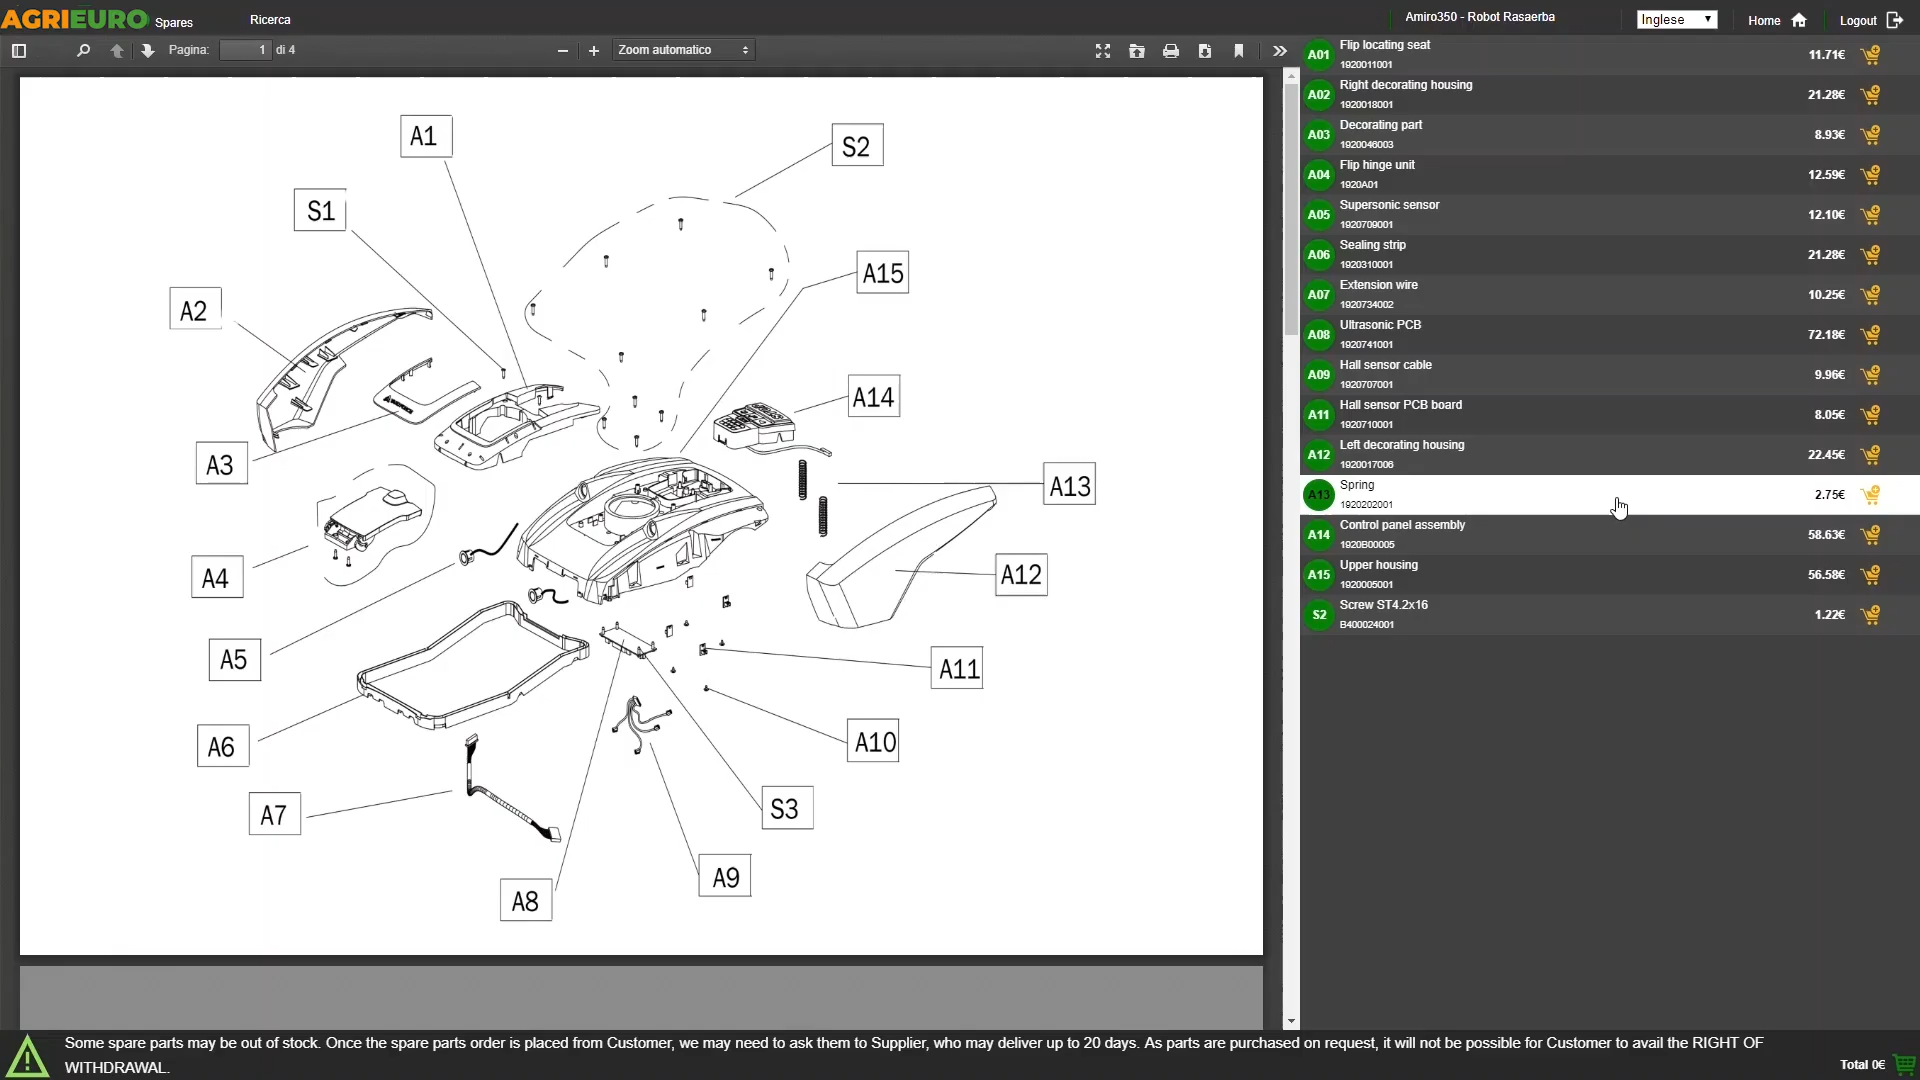 AGRIEURO Spares
Ricerca
Amiro350 - Robot Rasaerba
Inglese
Home
Logout
Pagina: 1 di 4
Zoom automatico
A1
S2
S1
A15
A2
A14
A3
A13
A4
A12
A5
A11
A6
A10
A7
S3
A9
A8
A01 Flip locating seat 11.71€
1920011001
A02 Right decorating housing 21.28€
1920018001
A03 Decorating part 8.93€
1920046003
A04 Flip hinge unit 12.59€
1920A01
A05 Supersonic sensor 12.10€
1920709001
A06 Sealing strip 21.28€
1920310001
A07 Extension wire 10.25€
1920734002
A08 Ultrasonic PCB 72.18€
1920741001
A09 Hall sensor cable 9.96€
1920707001
A11 Hall sensor PCB board 8.05€
1920710001
A12 Left decorating housing 22.45€
1920017006
A13 Spring 2.75€
1920202001
A14 Control panel assembly 58.63€
1920B00005
A15 Upper housing 56.58€
1920005001
S2 Screw ST4.2x16 1.22€
B400024001
Some spare parts may be out of stock. Once the spare parts order is placed from Customer, we may need to ask them to Supplier, who may deliver up to 20 days. As parts are purchased on request, it will not be possible for Customer to avail the RIGHT OF
WITHDRAWAL.
Total 0€